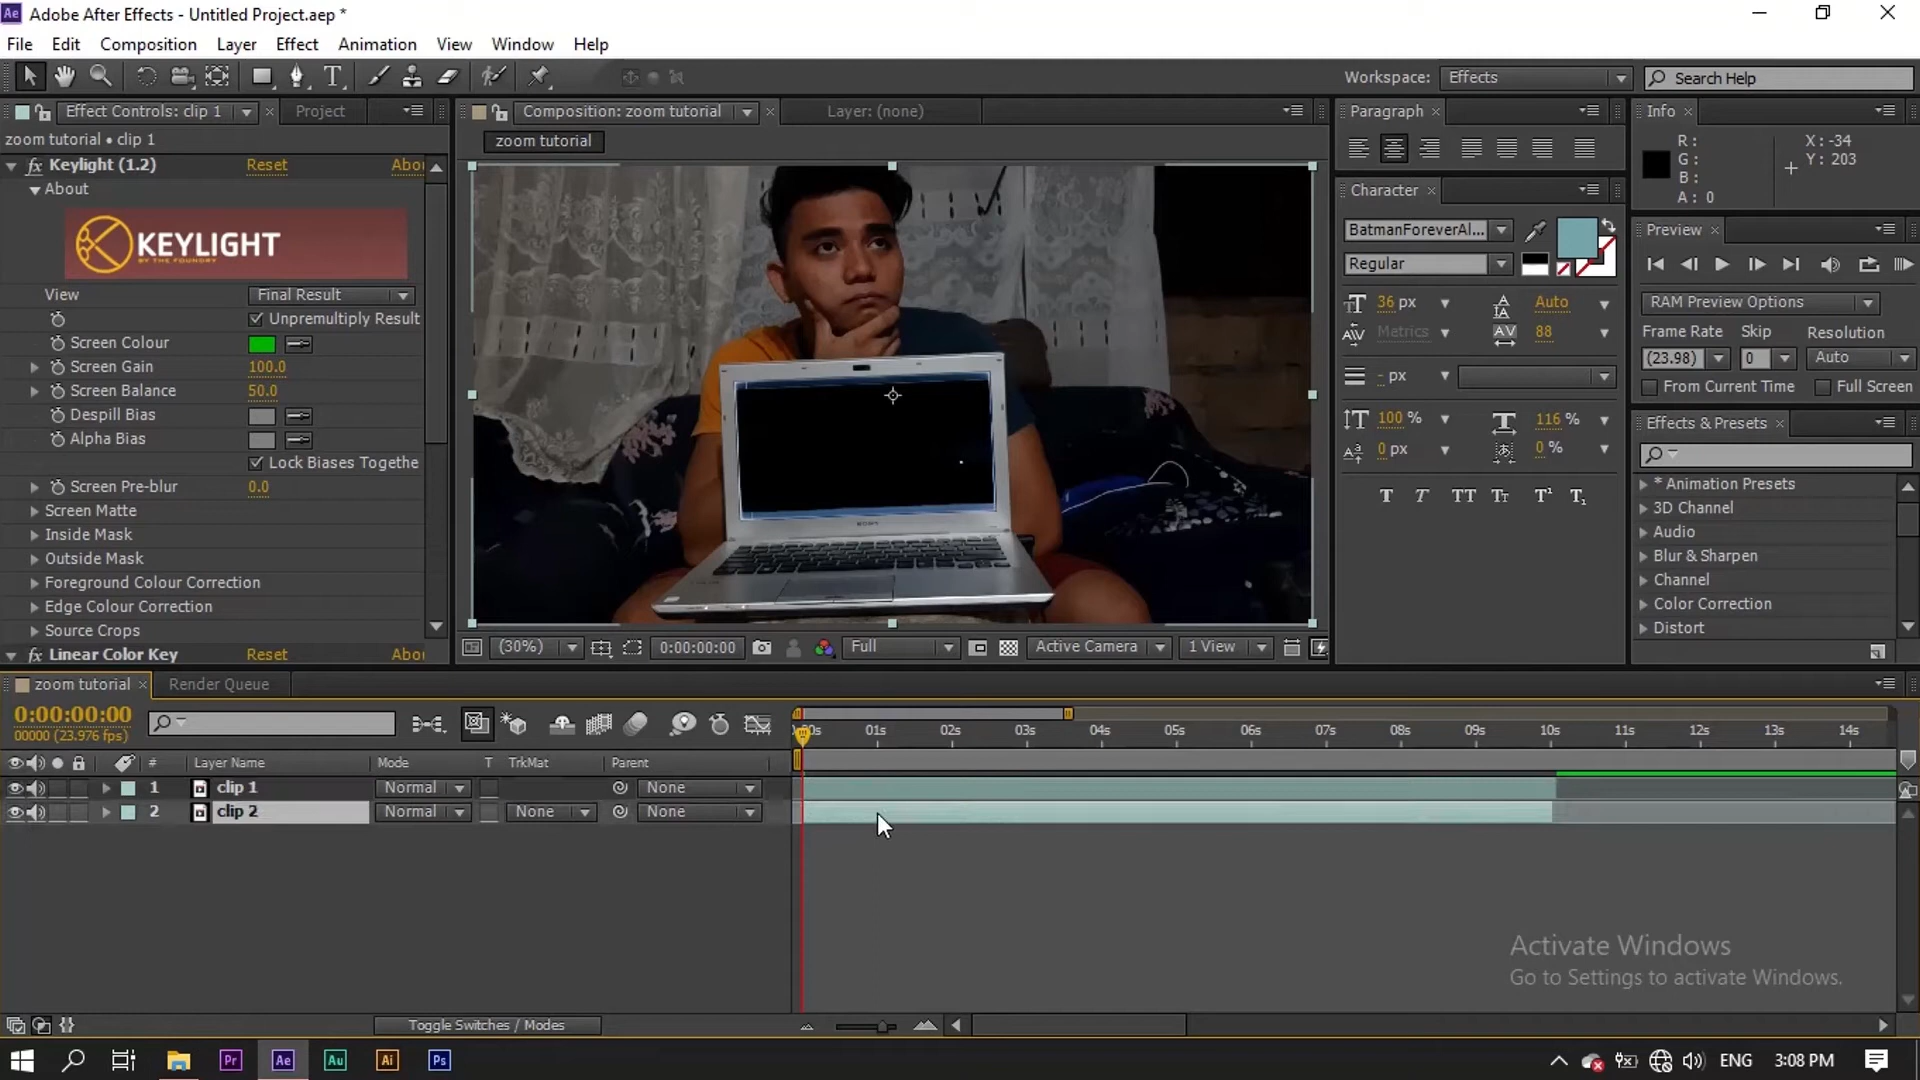 Adobe After Effects - Untitled Project.aep *
File Edit Composition Layer Effect Animation View Window Help
Workspace: Effects
Search Help
Effect Controls: clip 1
Project
Composition: zoom tutorial
Layer: (none)
Paragraph
Info
zoom tutorial • clip 1
zoom tutorial
R:
G:
B:
A: 0
X: -34
Y: 203
Keylight (1.2) Reset Abou
About
KEYLIGHT
BY THE FOUNDRY
View Final Result
Unpremultiply Result
Screen Colour
Screen Gain 100.0
Screen Balance 50.0
Despill Bias
Alpha Bias
Lock Biases Togethe
Screen Pre-blur 0.0
Screen Matte
Inside Mask
Outside Mask
Foreground Colour Correction
Edge Colour Correction
Source Crops
Linear Color Key Reset Abou
SONY
(30%) 0:00:00:00 Full Active Camera 1 View
Character
BatmanForeverAl...
Regular
36 px Auto
Metrics 88
- px
100 % 116 %
0 px 0 %
Preview
RAM Preview Options
Frame Rate Skip Resolution
(23.98) 0 Auto
From Current Time Full Screen
Effects & Presets
* Animation Presets
3D Channel
Audio
Blur & Sharpen
Channel
Color Correction
Distort
zoom tutorial
Render Queue
0:00:00:00
00000 (23.976 fps)
0s 01s 02s 03s 04s 05s 06s 07s 08s 09s 10s 11s 12s 13s 14s
# Layer Name Mode T TrkMat Parent
1 clip 1 Normal None
2 clip 2 Normal None None
Activate Windows
Go to Settings to activate Windows.
Toggle Switches / Modes
Pr Ae Au Ai Ps
ENG 3:08 PM